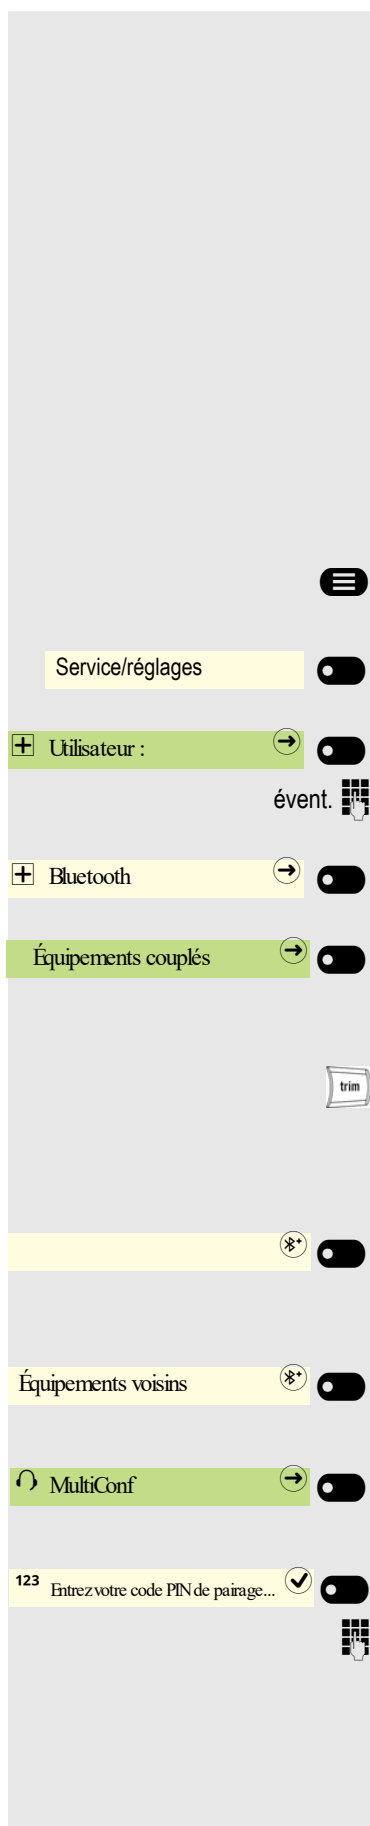 Service/réglages
Utilisateur :
évent.
Bluetooth
Équipements couplés
trim
Équipements voisins
MultiConf
123 Entrez votre code PIN de pairage...